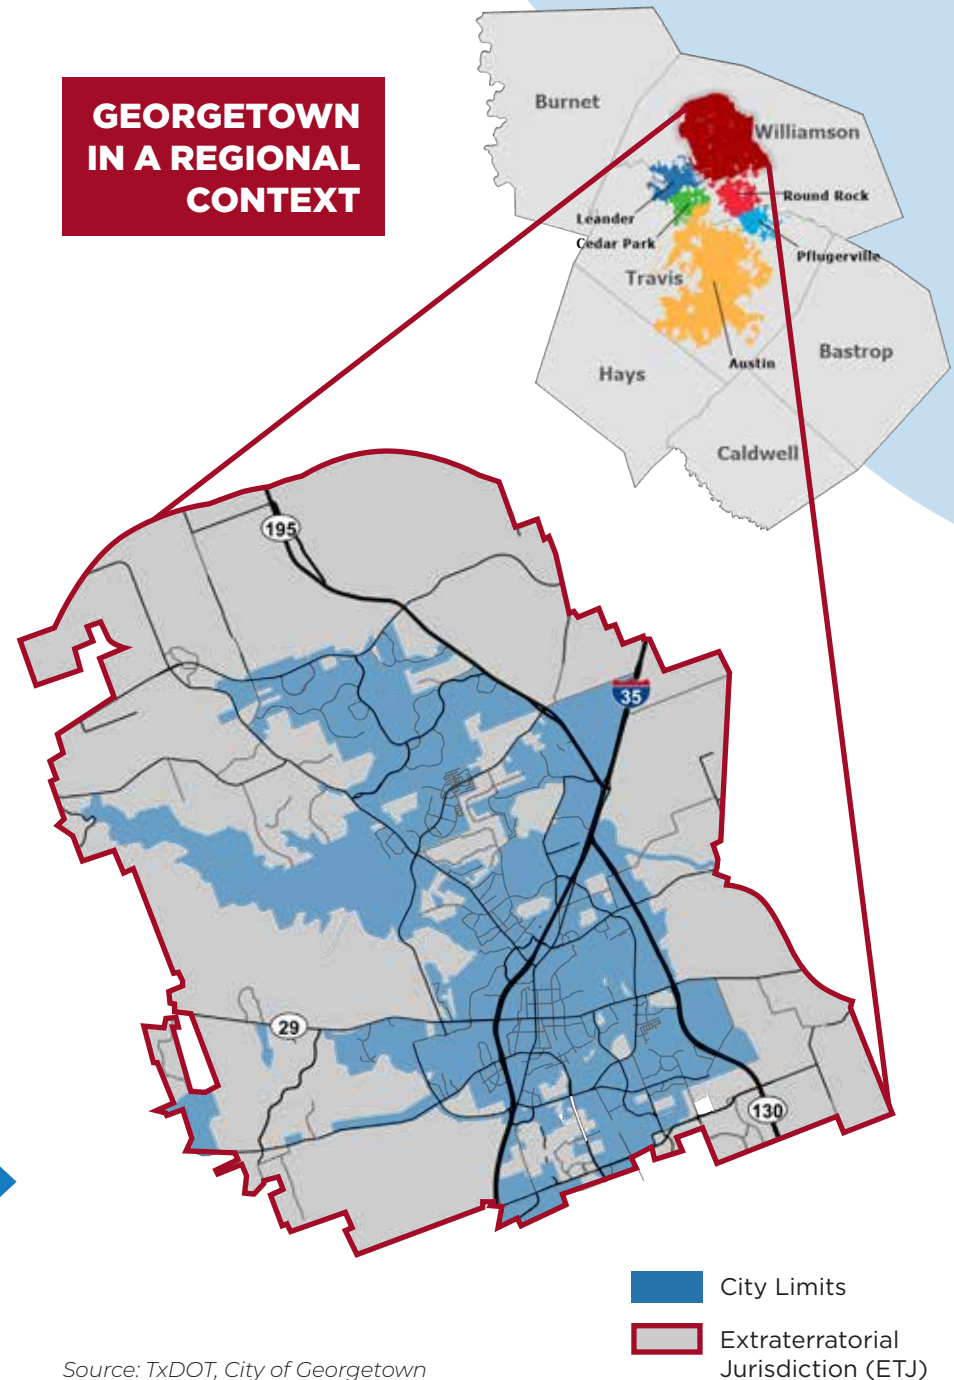 GEORGETOWN
IN A REGIONAL
CONTEXT
Burnet
Williamson
Round Rock
Leander
Cedar Park
Pflugerville
Travis
Austin
Bastrop
Hays
Caldwell
195
35
29
130
City Limits
Extraterratorial
Jurisdiction (ETJ)
Source: TxDOT, City of Georgetown